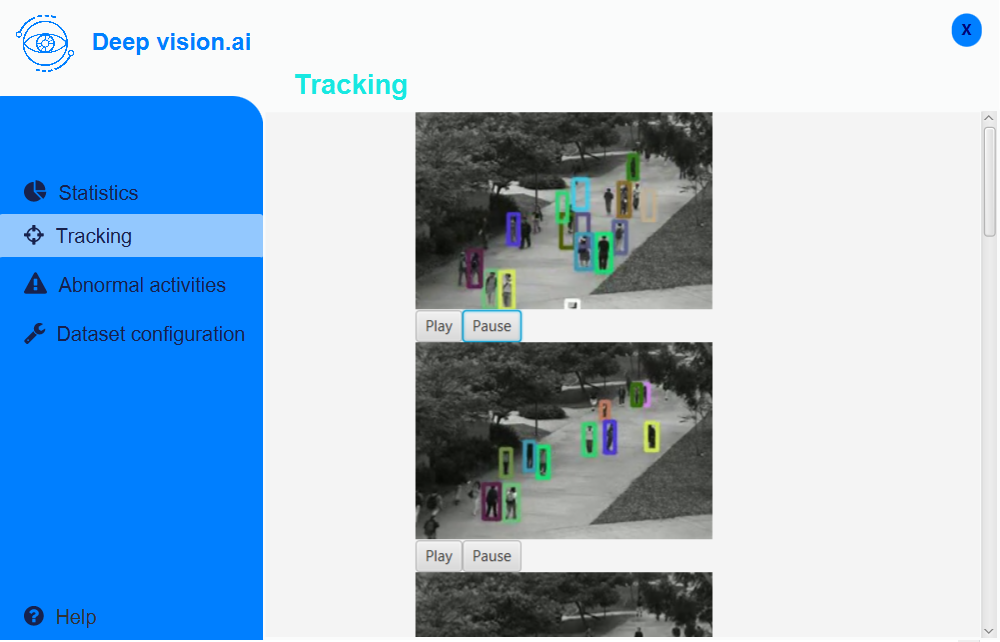 Deep vision.ai
X
Tracking
Statistics
Tracking
Abnormal activities
Dataset configuration
Help
Play Pause
Play Pause